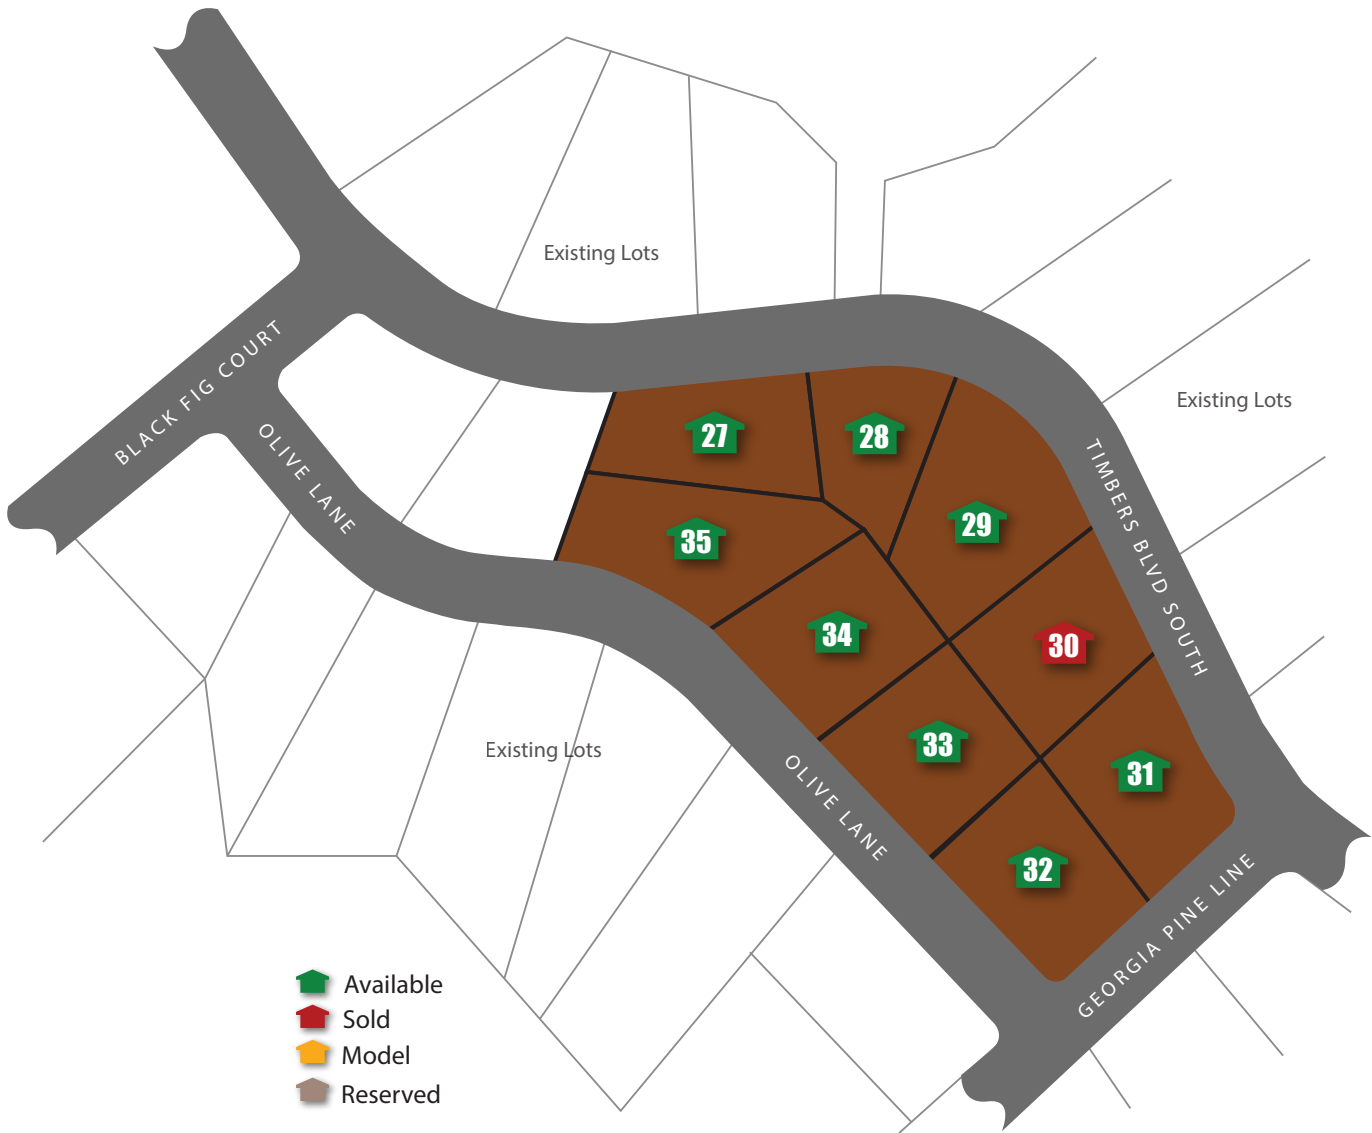 Existing Lots
BLACK FIG COURT
OLIVE LANE
Existing Lots
TIMBERS BLVD SOUTH
27
28
29
35
34
30
33
31
32
Existing Lots
OLIVE LANE
GEORGIA PINE LINE
Available
Sold
Model
Reserved